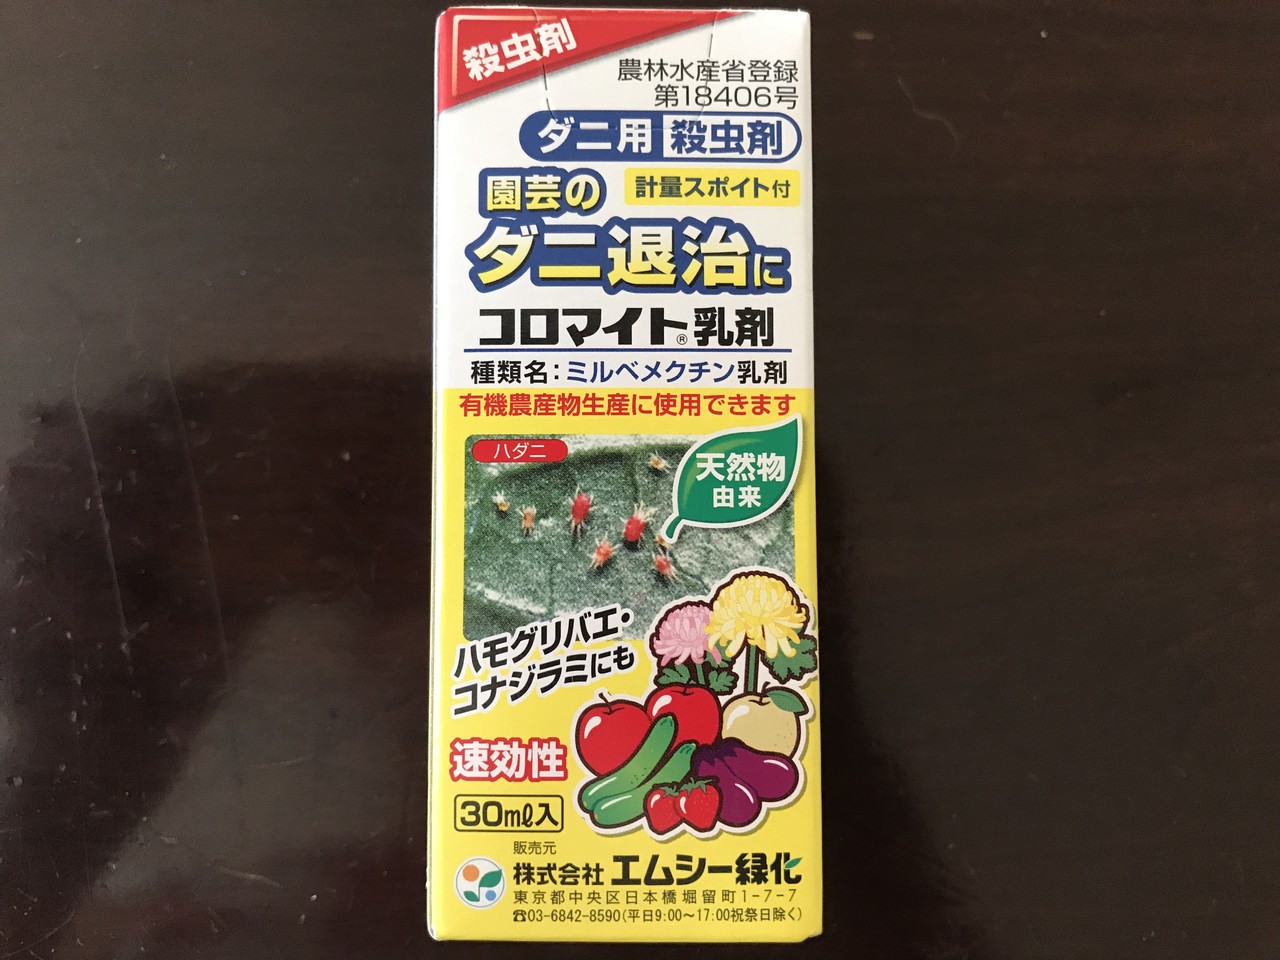 殺虫剤
農林水産省登録
第18406号
ダニ用殺虫剤
園芸の
計量スポイト付
ダニ退治に
コロマイト®乳剤
種類名：ミルベメクチン乳剤
有機農産物生産に使用できます
ハダニ
天然物
由来
ハモグリバエ・
コナジラミにも
速効性
30mℓ入
販売元
株式会社 エムシー緑化
東京都中央区日本橋堀留町1-7-7
☎03-6842-8590(平日9:00〜17:00祝祭日除く)